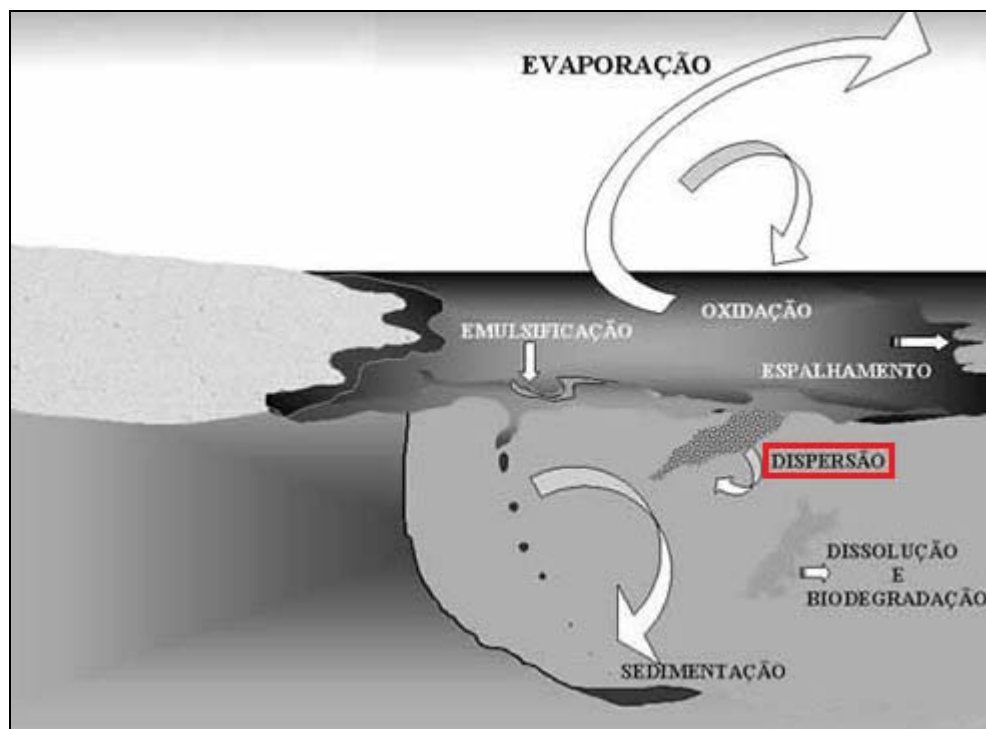 EVAPORAÇÃO
OXIDAÇÃO
EMULSIFICAÇÃO
ESPALHAMENTO
DISPERSÃO
DISSOLUÇÃO
E
BIODEGRADAÇÃO
SEDIMENTAÇÃO